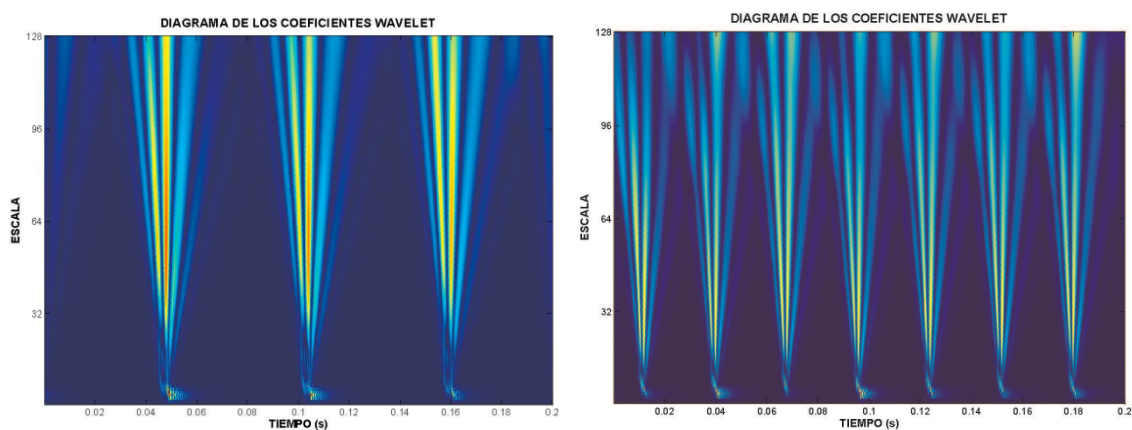 DIAGRAMA DE LOS COEFICIENTES WAVELET
128
96
64
32
ESCALA
0.02 0.04 0.06 0.08 0.1 0.12 0.14 0.16 0.18 0.2
TIEMPO (s)
DIAGRAMA DE LOS COEFICIENTES WAVELET
128
96
64
32
ESCALA
0.02 0.04 0.06 0.08 0.1 0.12 0.14 0.16 0.18 0.2
TIEMPO (s)